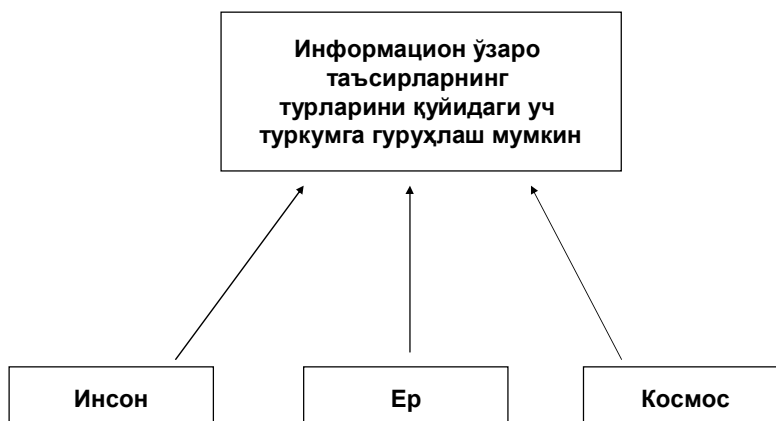 Информацион ўзаро
таъсирларнинг
турларини қуйидаги уч
туркумга гуруҳлаш мумкин
Инсон
Ер
Космос